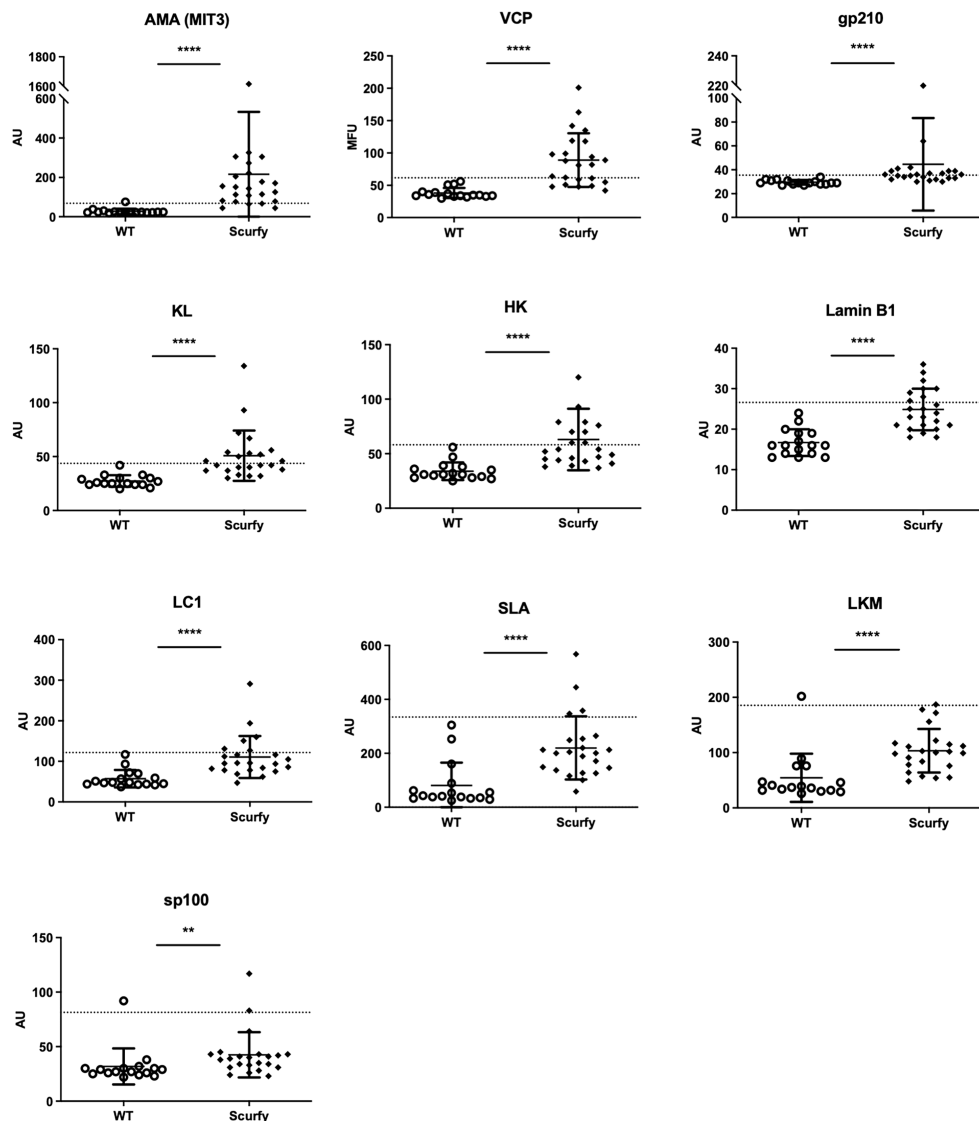 AMA (MIT3)
****
1800
1600
600
400
200
0
AU
WT
Scurfy
VCP
****
250
200
150
100
50
0
MFU
WT
Scurfy
gp210
****
240
220
100
80
60
40
20
0
AU
WT
Scurfy
KL
****
150
100
50
0
AU
WT
Scurfy
HK
****
150
100
50
0
AU
WT
Scurfy
Lamin B1
****
40
30
20
10
0
AU
WT
Scurfy
LC1
****
400
300
200
100
0
AU
WT
Scurfy
SLA
****
600
400
200
0
AU
WT
Scurfy
LKM
****
300
200
100
0
AU
WT
Scurfy
sp100
**
150
100
50
0
AU
WT
Scurfy